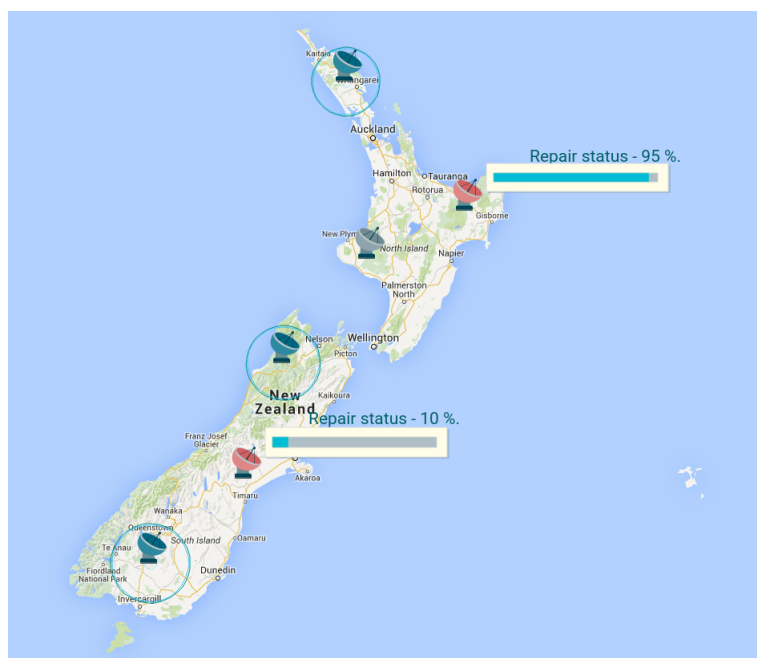 Kaitaia
Whangarei
Auckland
Repair status - 95 %.
Hamilton
Tauranga
Rotorua
Gisborne
New Plym
North Island
Napier
Palmerston
North
Nelson
Wellington
Picton
New
Zealand
Kaikoura
Repair status - 10 %.
Franz Josef
Glacier
Akaroa
Timaru
Wanaka
Queenstown
South Island
Oamaru
Te Anau
Fiordland
National Park
Dunedin
Invercargill